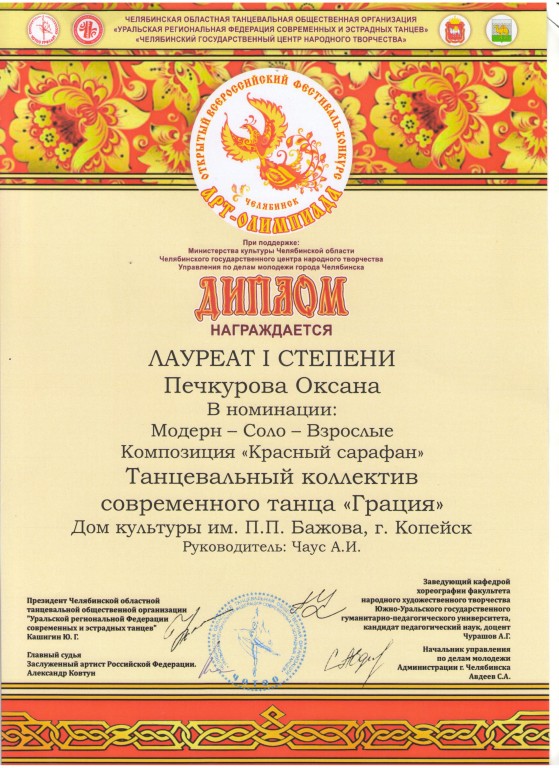 ЧЕЛЯБИНСКАЯ ОБЛАСТНАЯ ТАНЦЕВАЛЬНАЯ ОБЩЕСТВЕННАЯ ОРГАНИЗАЦИЯ
«УРАЛЬСКАЯ РЕГИОНАЛЬНАЯ ФЕДЕРАЦИЯ СОВРЕМЕННЫХ И ЭСТРАДНЫХ ТАНЦЕВ»
«ЧЕЛЯБИНСКИЙ ГОСУДАРСТВЕННЫЙ ЦЕНТР НАРОДНОГО ТВОРЧЕСТВА»
ОТКРЫТЫЙ ВСЕРОССИЙСКИЙ ФЕСТИВАЛЬ-КОНКУРС
ЧЕЛЯБИНСК
АРТ-ОЛИМПИАДА
При поддержке:
Министерства культуры Челябинской области
Челябинского государственного центра народного творчества
Управления по делам молодежи города Челябинска
ДИПЛОМ
НАГРАЖДАЕТСЯ
ЛАУРЕАТ I СТЕПЕНИ
Печкурова Оксана
В номинации:
Модерн – Соло – Взрослые
Композиция «Красный сарафан»
Танцевальный коллектив
современного танца «Грация»
Дом культуры им. П.П. Бажова, г. Копейск
Руководитель: Чаус А.И.
Президент Челябинской областной
танцевальной общественной организации
"Уральской региональной Федерации
современных и эстрадных танцев"
Кашигин Ю. Г.
Главный судья
Заслуженный артист Российской Федерации.
Александр Ковтун
Заведующий кафедрой
хореографии факультета
народного художественного творчества
Южно-Уральского государственного
гуманитарно-педагогического университета,
кандидат педагогический наук, доцент
Чурашов А.Г.
Начальник управления
по делам молодежи
Администрации г. Челябинска
Авдеев С.А.